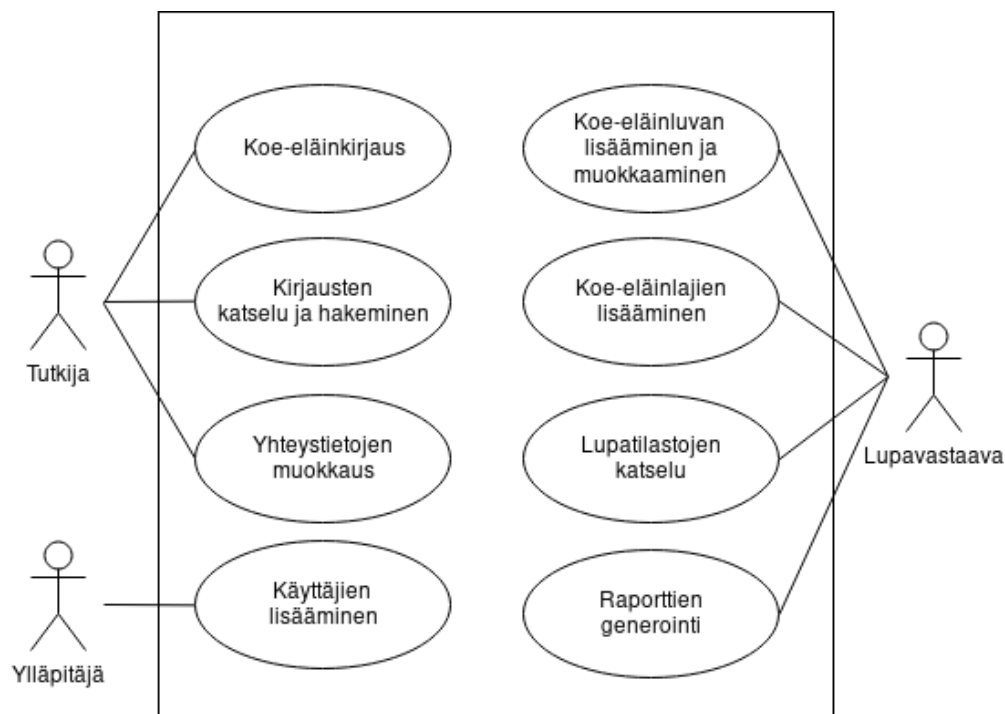 Koe-eläinkirjaus
Koe-eläinluvan
lisääminen ja
muokkaaminen
Kirjausten
katselu ja hakeminen
Koe-eläinlajien
lisääminen
Tutkija
Yhteystietojen
muokkaus
Lupatilastojen
katselu
Lupavastaava
Käyttäjien
lisääminen
Raporttien
generointi
Ylläpitäjä